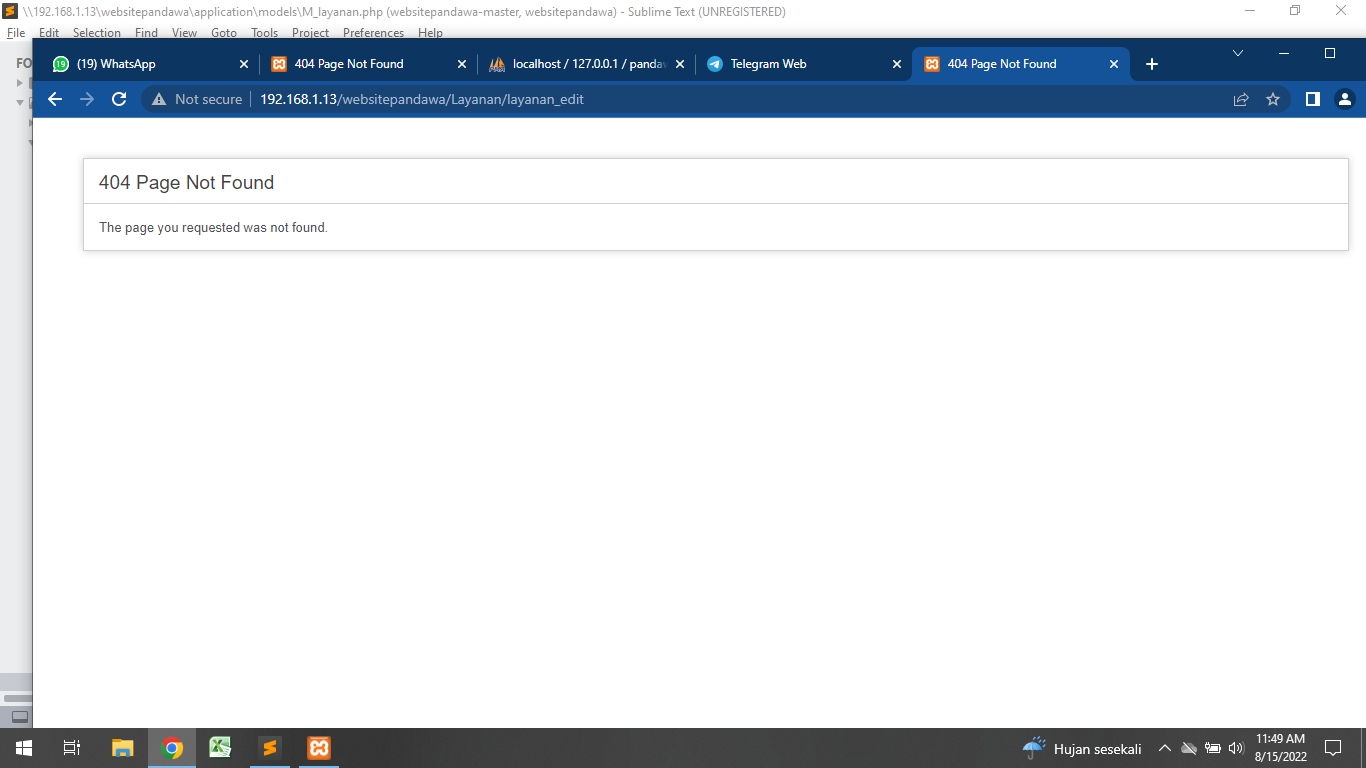 \\192.168.1.13\websitepandawa\application\models\M_layanan.php (websitepandawa-master, websitepandawa) - Sublime Text (UNREGISTERED)
File Edit Selection Find View Goto Tools Project Preferences Help
FO
19 (19) WhatsApp
404 Page Not Found
localhost / 127.0.0.1 / panda
Telegram Web
404 Page Not Found
Not secure 192.168.1.13/websitepandawa/Layanan/layanan_edit
404 Page Not Found
The page you requested was not found.
Hujan sesekali
11:49 AM
8/15/2022